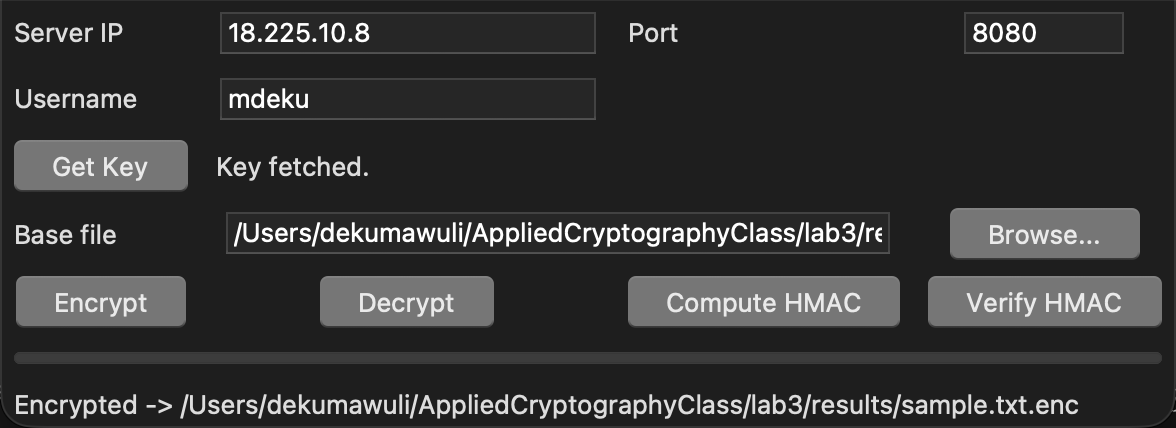 Server IP 18.225.10.8 Port 8080
Username mdeku
Get Key Key fetched.
Base file /Users/dekumawuli/AppliedCryptographyClass/lab3/re Browse...
Encrypt Decrypt Compute HMAC Verify HMAC
Encrypted -> /Users/dekumawuli/AppliedCryptographyClass/lab3/results/sample.txt.enc